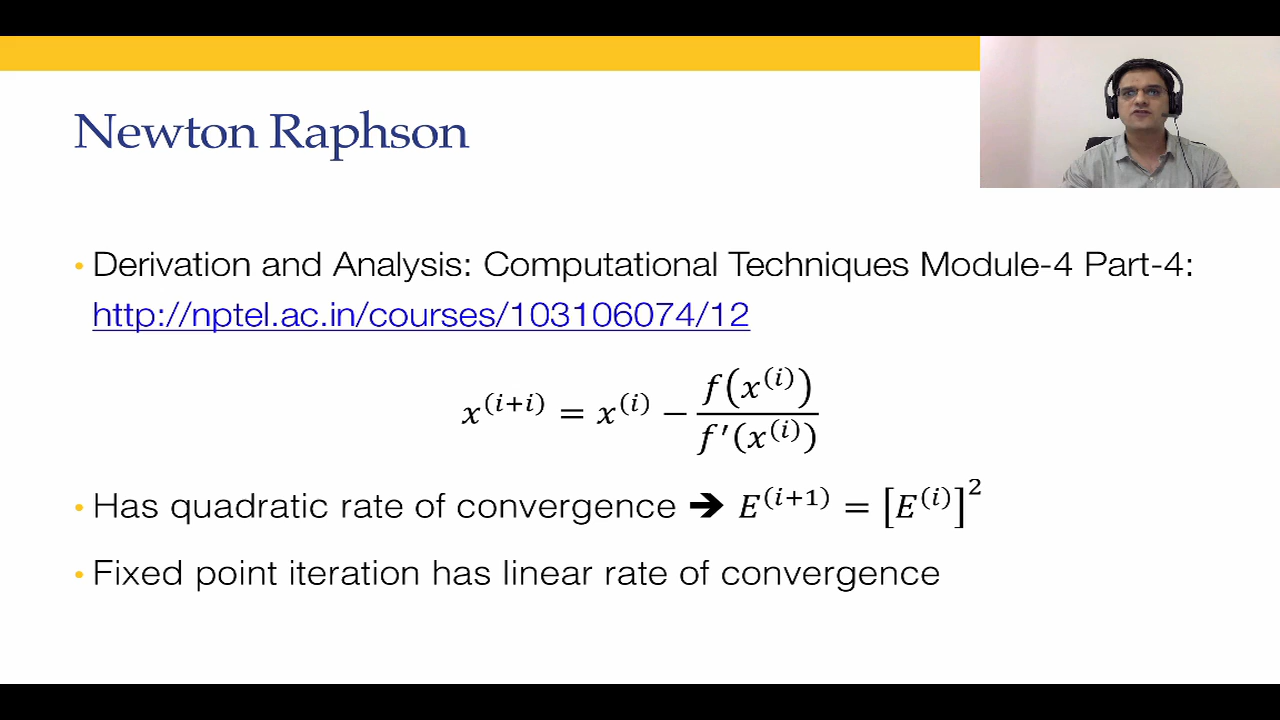 Newton Raphson
• Derivation and Analysis: Computational Techniques Module-4 Part-4:
http://nptel.ac.in/courses/103106074/12
x^(i+i) = x^(i) − f(x^(i)) / f′(x^(i))
• Has quadratic rate of convergence ➔ E^(i+1) = [E^(i)]^2
• Fixed point iteration has linear rate of convergence